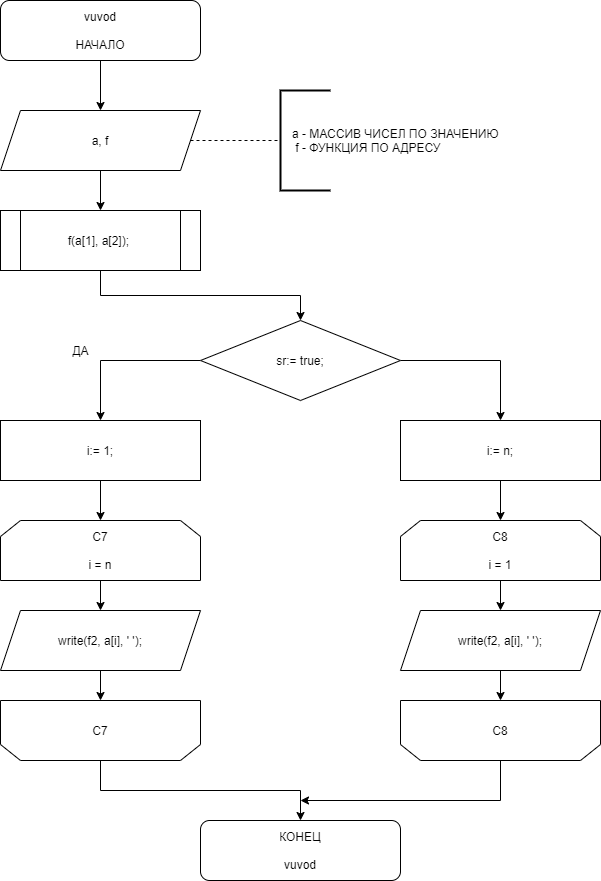 vuvod
НАЧАЛО
a, f
a - МАССИВ ЧИСЕЛ ПО ЗНАЧЕНИЮ
f - ФУНКЦИЯ ПО АДРЕСУ
f(a[1], a[2]);
ДА
sr:= true;
i:= 1;
i:= n;
C7
i = n
C8
i = 1
write(f2, a[i], ' ');
write(f2, a[i], ' ');
C7
C8
КОНЕЦ
vuvod